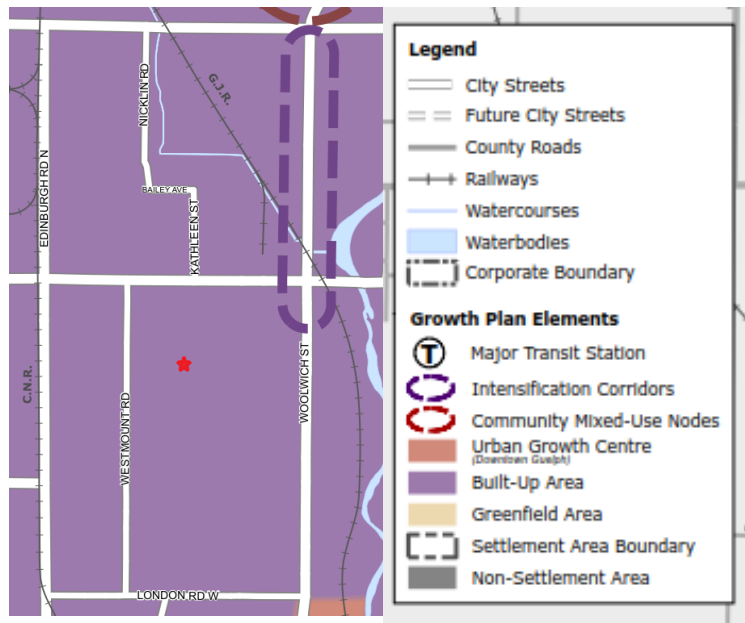 NICKLIN RD
G.J.R.
EDINBURGH RD N
BAILEY AVE
KATHLEEN ST
C.N.R.
WESTMOUNT RD
WOOLWICH ST
LONDON RD W
Legend
City Streets
Future City Streets
County Roads
Railways
Watercourses
Waterbodies
Corporate Boundary
Growth Plan Elements
T
Major Transit Station
Intensification Corridors
Community Mixed-Use Nodes
Urban Growth Centre
(Downtown Guelph)
Built-Up Area
Greenfield Area
Settlement Area Boundary
Non-Settlement Area